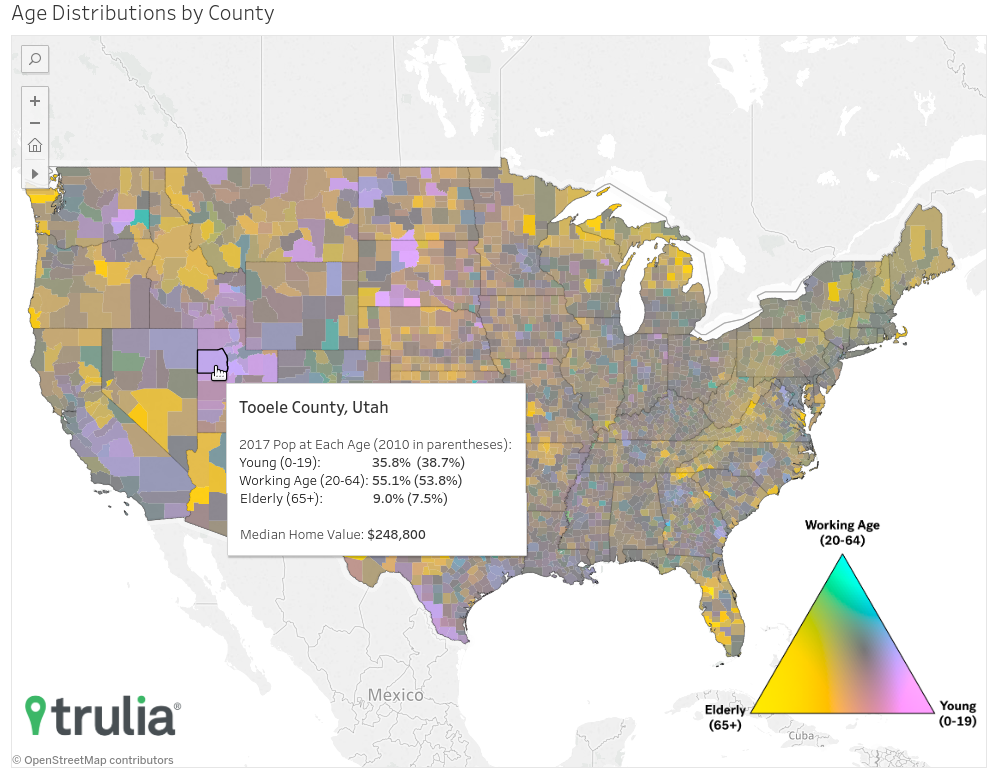 Age Distributions by County
Tooele County, Utah
2017 Pop at Each Age (2010 in parentheses):
Young (0-19): 35.8% (38.7%)
Working Age (20-64): 55.1% (53.8%)
Elderly (65+): 9.0% (7.5%)
Median Home Value: $248,800
Working Age
(20-64)
Elderly
(65+)
Young
(0-19)
Mexico
Cuba
trulia®
© OpenStreetMap contributors